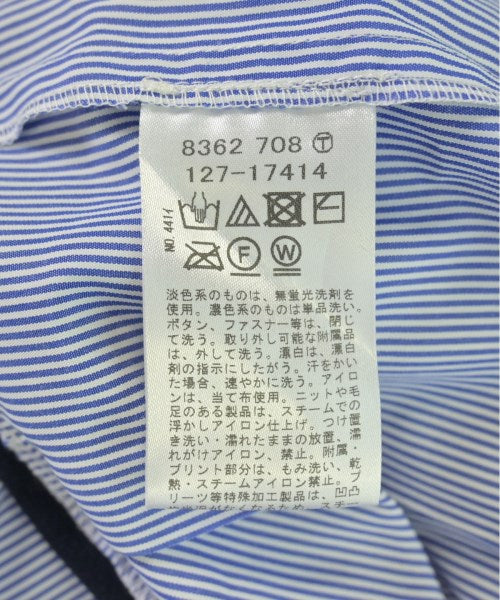 8362 708 Ⓣ
127-17414
NO.441イ
F
W
淡色系のものは、無蛍光洗剤を
使用。濃色系のものは単品洗い。
ボタン、ファスナー等は、閉じ
て洗う。取り外し可能な附属品
は、外して洗う。漂白は、漂白
剤の指示にしたがう。汗をかい
た場合、速やかに洗う。アイロ
ンは、当て布使用。ニットや毛
足のある製品は、スチームでの
浮かしアイロン仕上げ。つけ置
き洗い・濡れたままの放置、濡
れがけアイロン、禁止。附属・
プリント部分は、もみ洗い、乾
熱・スチームアイロン禁止。プ
リーツ等特殊加工製品は、凹凸